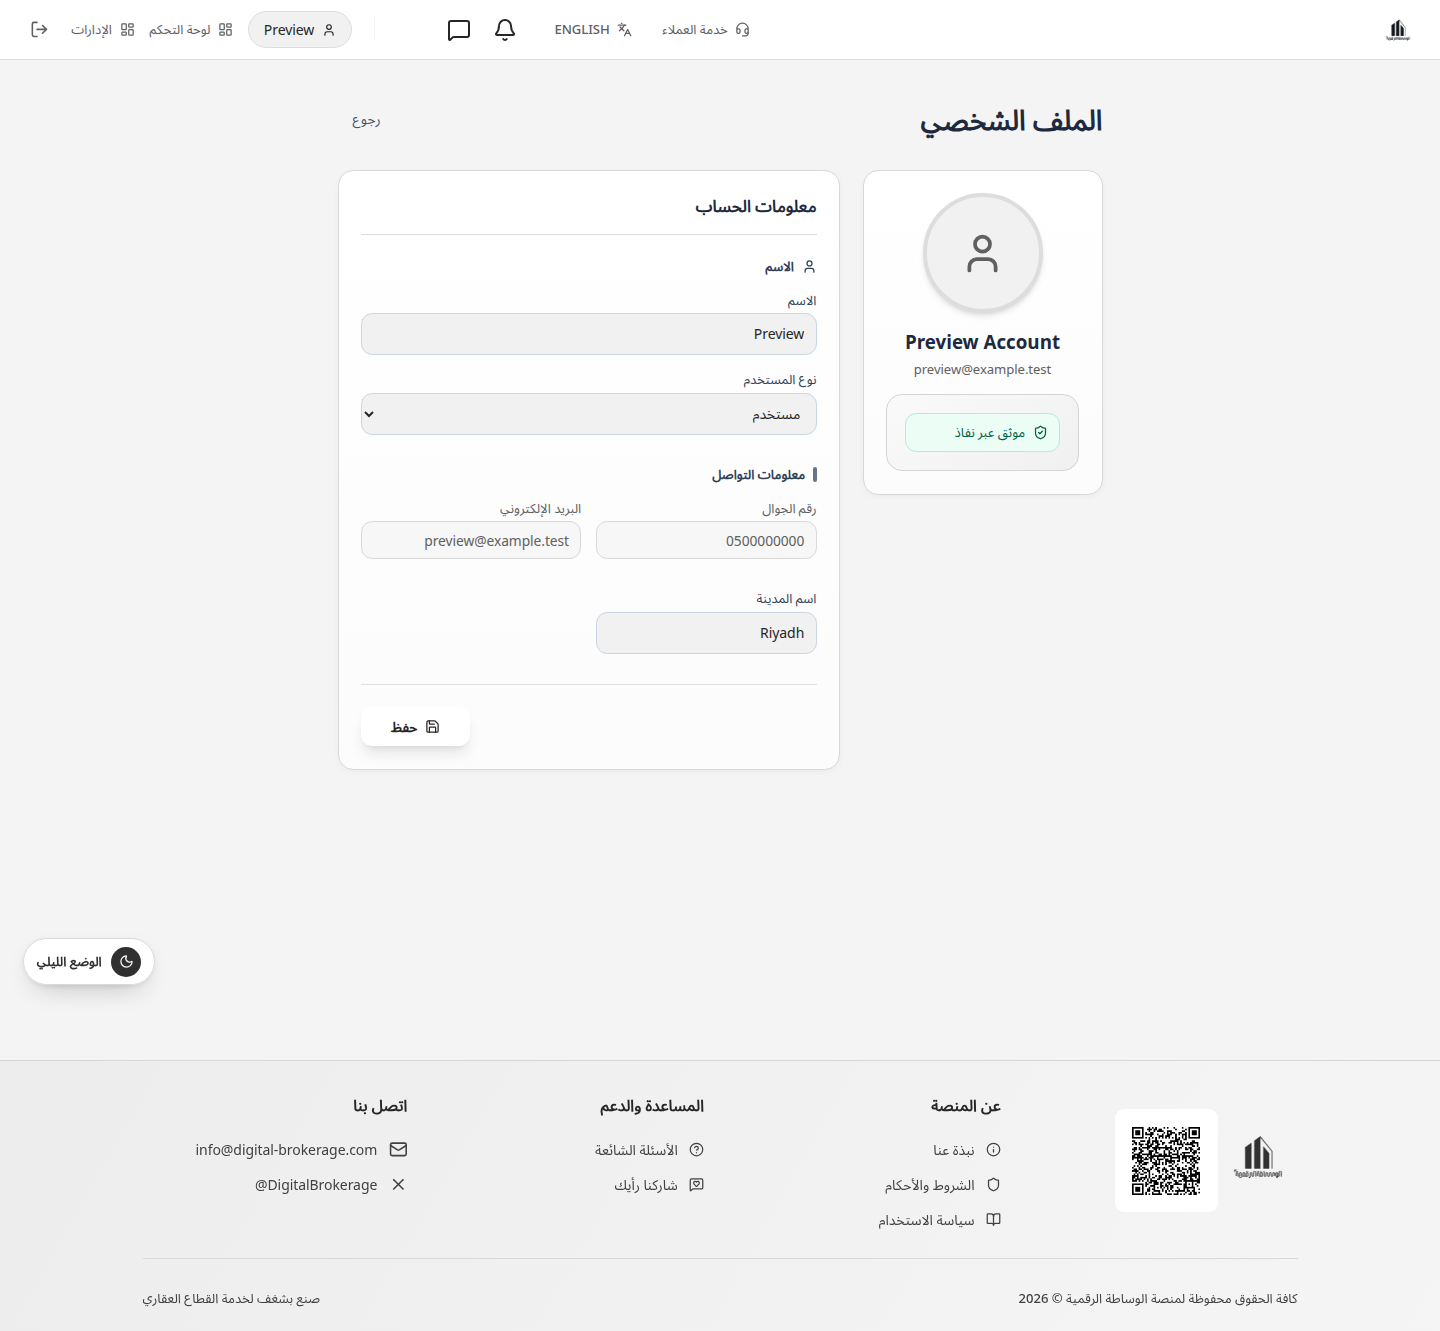 خدمة العملاء
ENGLISH
Preview
لوحة التحكم
الإدارات
الملف الشخصي
رجوع
Preview Account
preview@example.test
موثق عبر نفاذ
معلومات الحساب
الاسم
الاسم
Preview
نوع المستخدم
مستخدم
معلومات التواصل
رقم الجوال
البريد الإلكتروني
0500000000
preview@example.test
اسم المدينة
Riyadh
حفظ
الوضع الليلي
عن المنصة
نبذة عنا
الشروط والأحكام
سياسة الاستخدام
المساعدة والدعم
الأسئلة الشائعة
شاركنا رأيك
اتصل بنا
info@digital-brokerage.com
@DigitalBrokerage
كافة الحقوق محفوظة لمنصة الوساطة الرقمية © 2026
صنع بشغف لخدمة القطاع العقاري